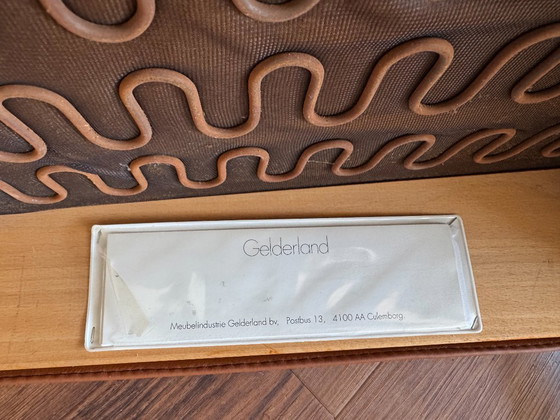 Gelderland
Meubelindustrie Gelderland bv, Postbus 13, 4100 AA Culemborg